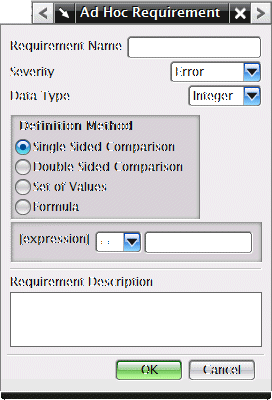 Ad Hoc Requirement
Requirement Name
Severity Error
Data Type Integer
Definition Method
Single Sided Comparison
Double Sided Comparison
Set of Values
Formula
[expression]
Requirement Description
OK Cancel